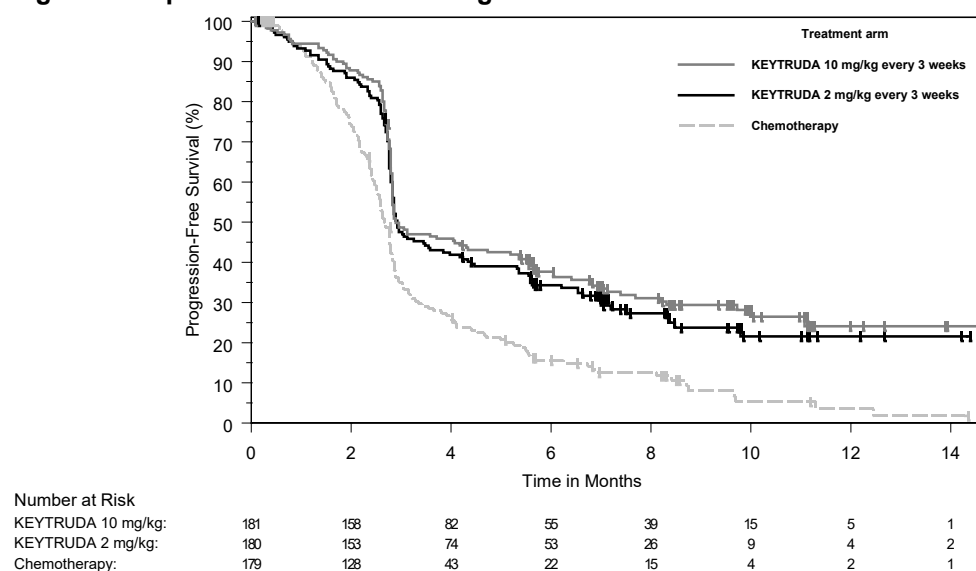 100
90
80
70
60
50
40
30
20
10
0
Progression-Free Survival (%)
Treatment arm
KEYTRUDA 10 mg/kg every 3 weeks
KEYTRUDA 2 mg/kg every 3 weeks
Chemotherapy
0 2 4 6 8 10 12 14
Time in Months
Number at Risk
KEYTRUDA 10 mg/kg: 181 158 82 55 39 15 5 1
KEYTRUDA 2 mg/kg: 180 153 74 53 26 9 4 2
Chemotherapy: 179 128 43 22 15 4 2 1